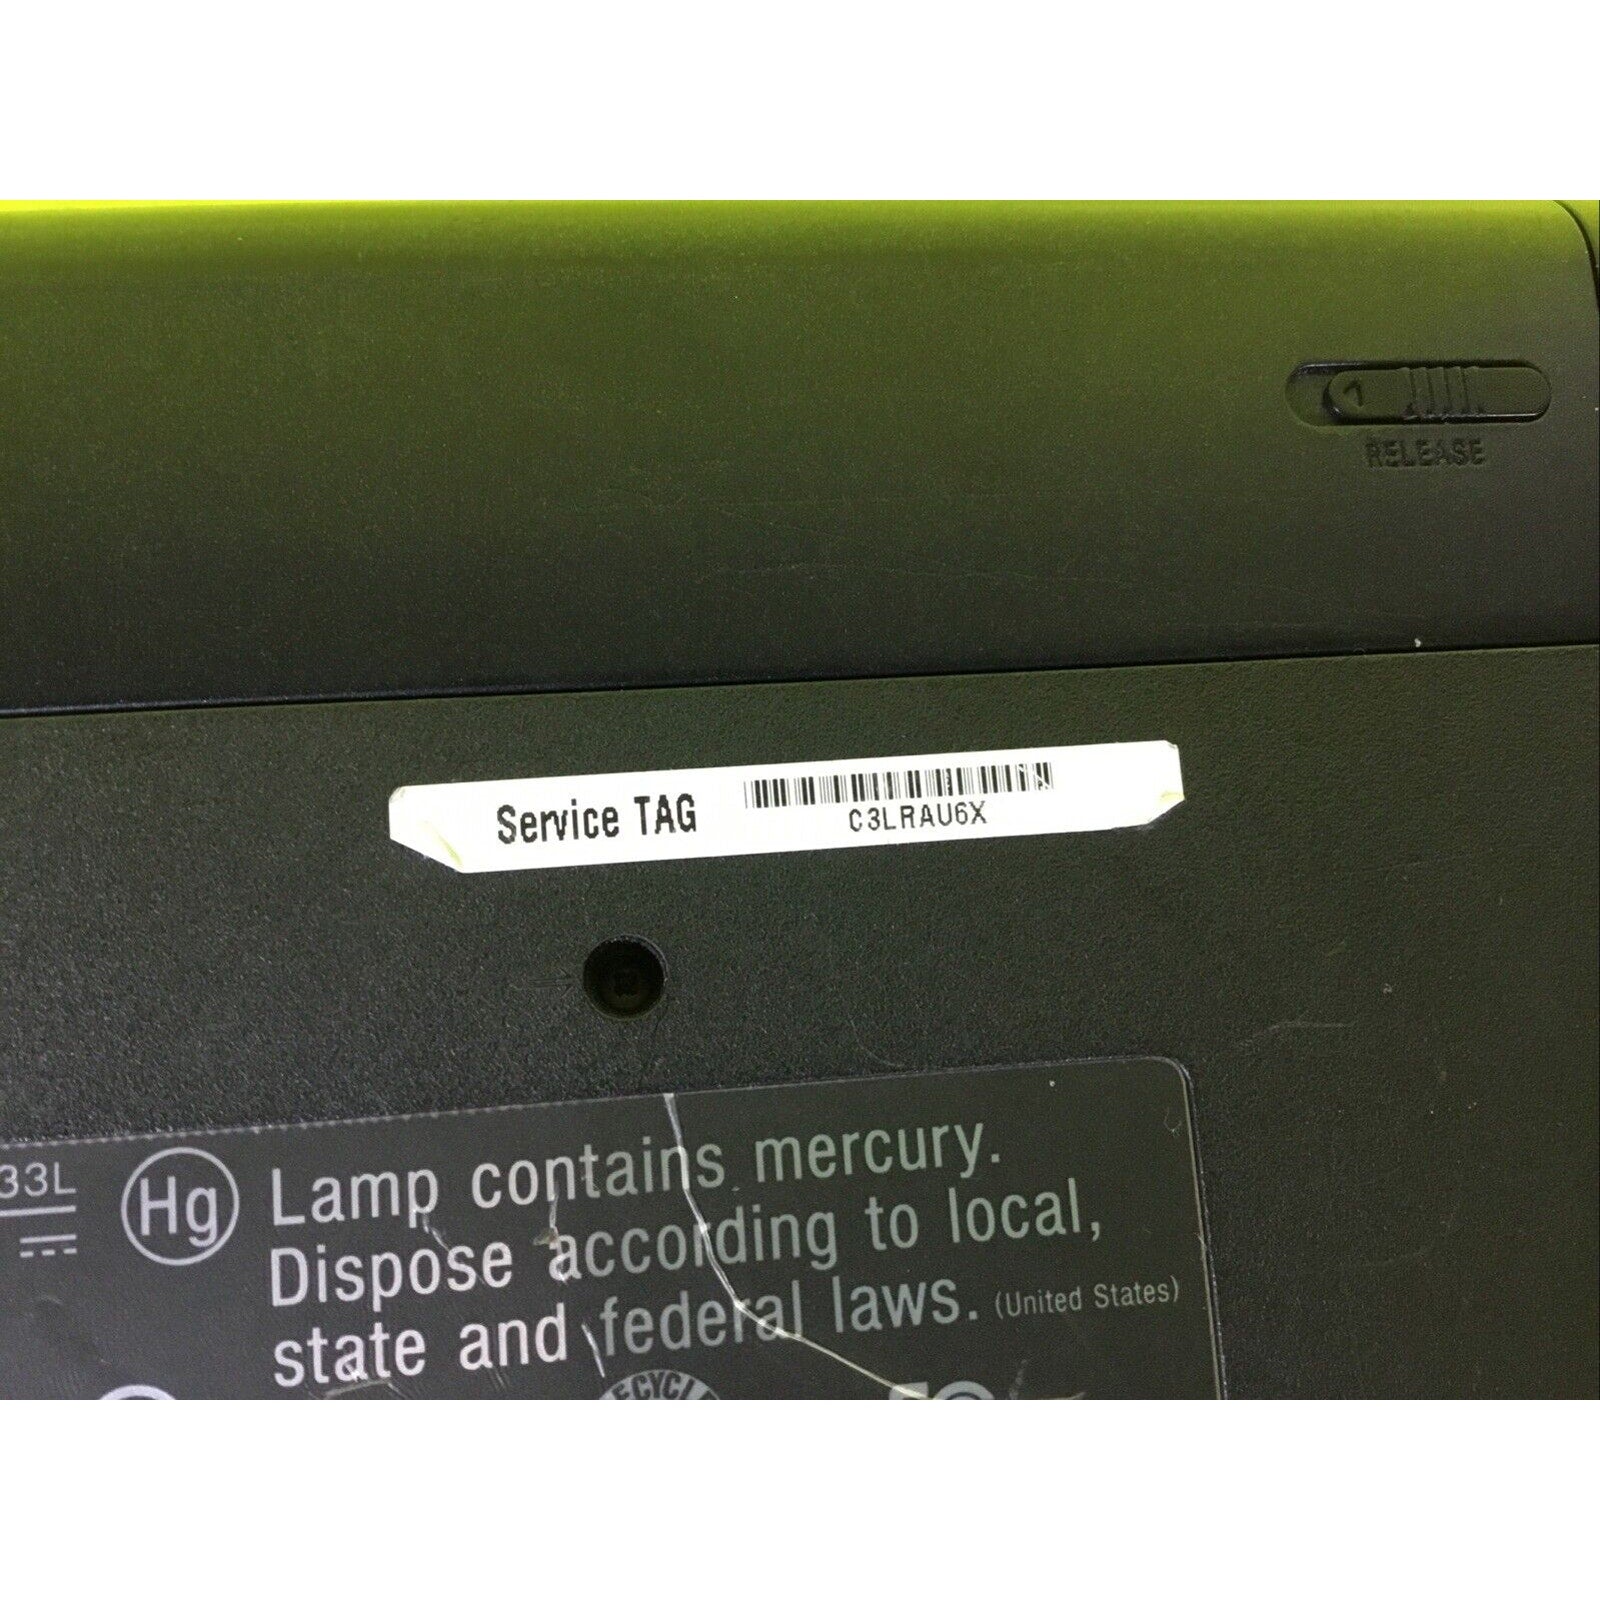 RELEASE
Service TAG
C3LRAU6X
33L
Hg
Lamp contains mercury.
Dispose according to local,
state and federal laws. (United States)